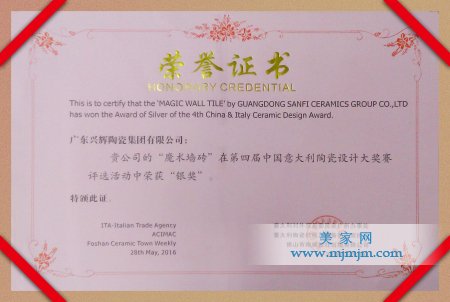 荣誉证书
HONORARY CREDENTIAL
This is to certify that the 'MAGIC WALL TILE' by GUANGDONG SANFI CERAMICS GROUP CO.,LTD
has won the Award of Silver of the 4th China & Italy Ceramic Design Award.
广东兴辉陶瓷集团有限公司：
贵公司的“魔术墙砖”在第四届中国意大利陶瓷设计大奖赛
评选活动中荣获“银奖”。
特颁此证.
ITA-Italian Trade Agency
ACIMAC
Foshan Ceramic Town Weekly
28th May, 2016
美家网
www.mjmjm.com